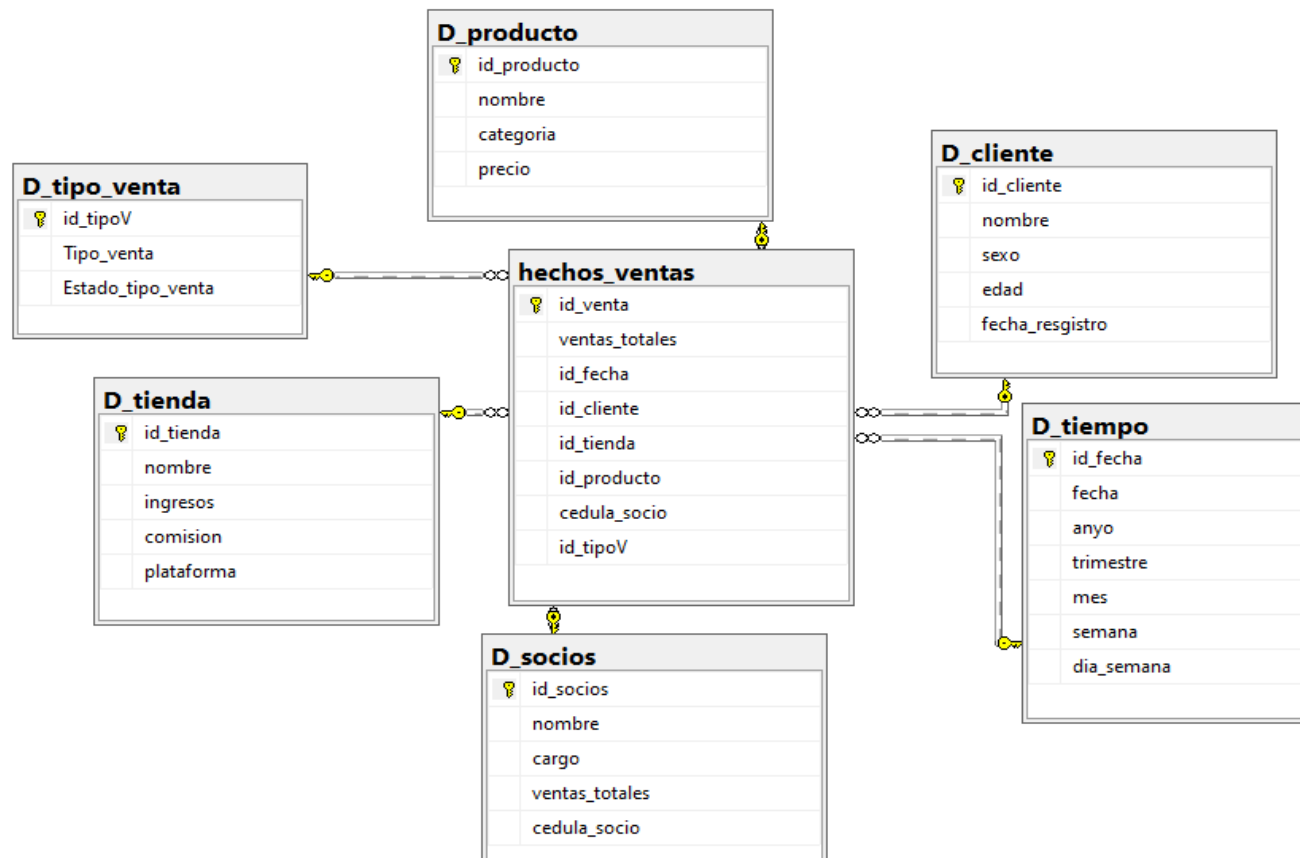 D_producto
id_producto
nombre
categoria
precio
D_tipo_venta
id_tipoV
Tipo_venta
Estado_tipo_venta
D_cliente
id_cliente
nombre
sexo
edad
fecha_resgistro
hechos_ventas
id_venta
ventas_totales
id_fecha
id_cliente
id_tienda
id_producto
cedula_socio
id_tipoV
D_tienda
id_tienda
nombre
ingresos
comision
plataforma
D_tiempo
id_fecha
fecha
anyo
trimestre
mes
semana
dia_semana
D_socios
id_socios
nombre
cargo
ventas_totales
cedula_socio